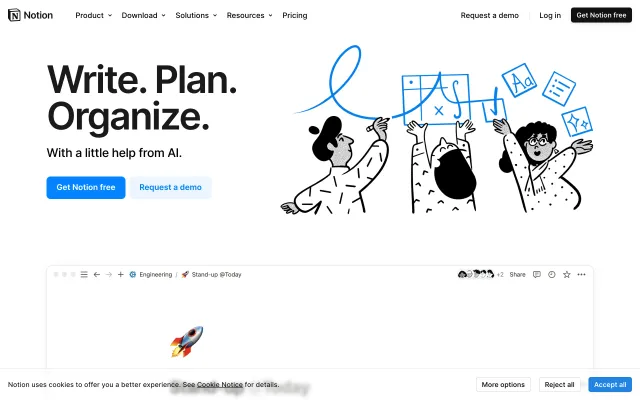 Notion
Product Download Solutions Resources Pricing
Request a demo Log in Get Notion free
Write. Plan.
Organize.
With a little help from AI.
Get Notion free Request a demo
Aa
Engineering / Stand-up @Today
+2 Share
Notion uses cookies to offer you a better experience. See Cookie Notice for details.
More options Reject all Accept all